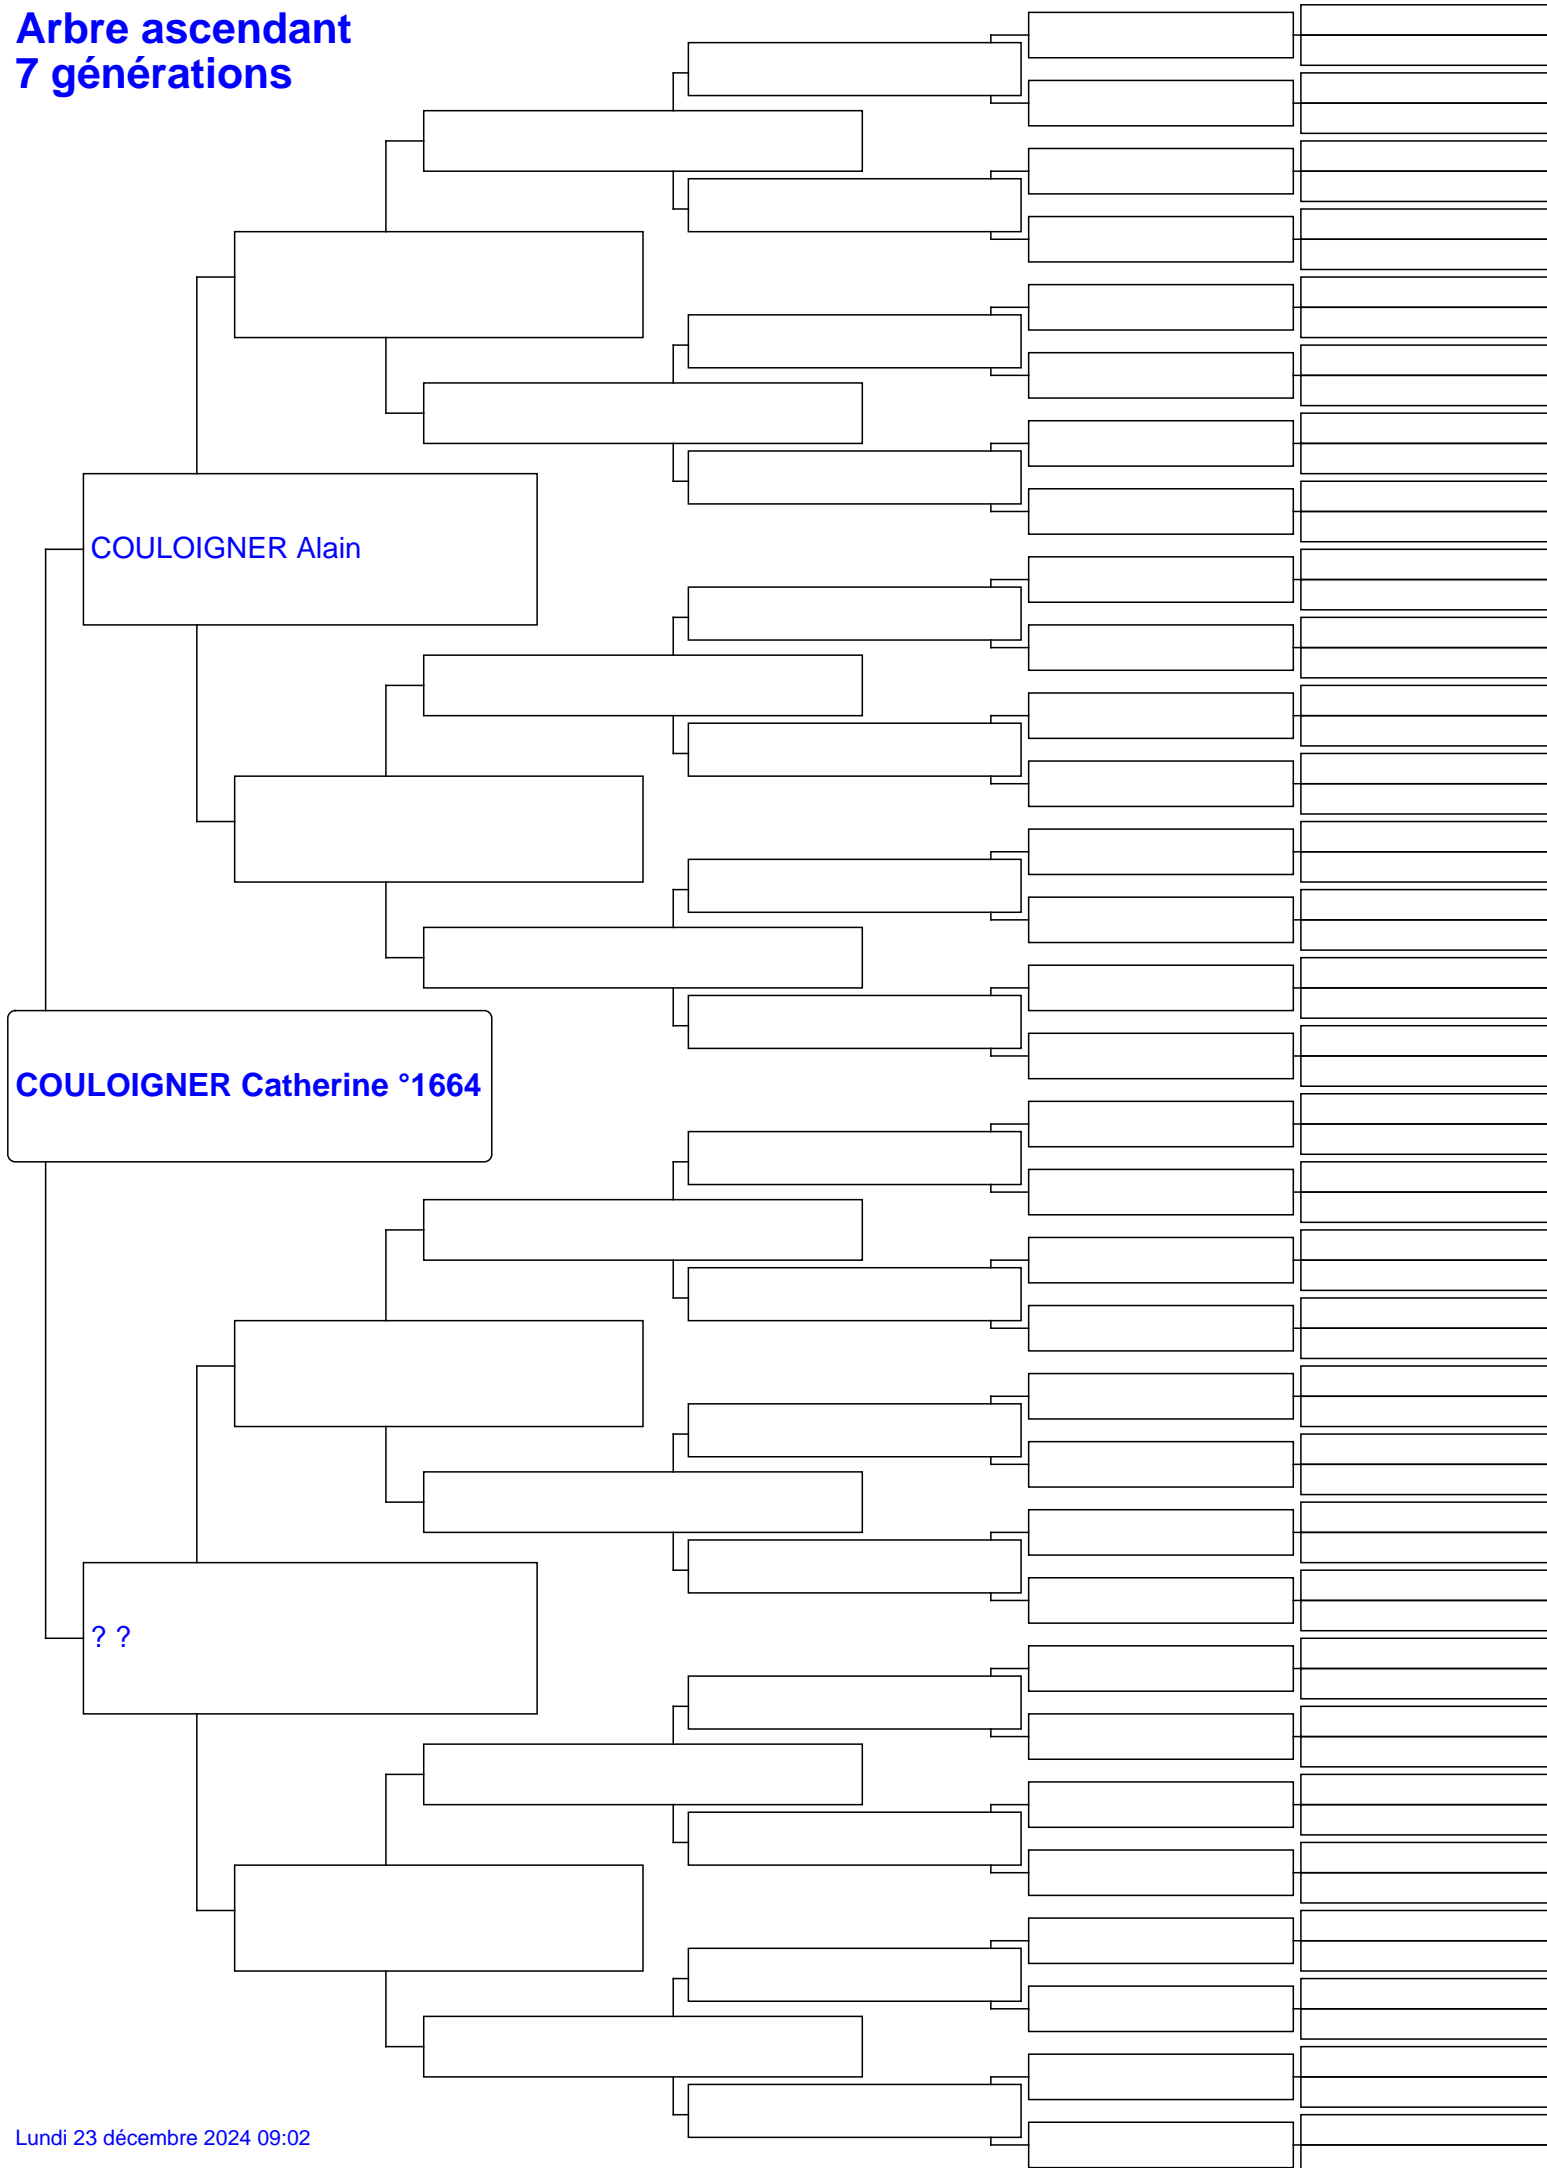 Arbre ascendant
7 générations
COULOIGNER Alain
COULOIGNER Catherine °1664
? ?
Lundi 23 décembre 2024 09:02